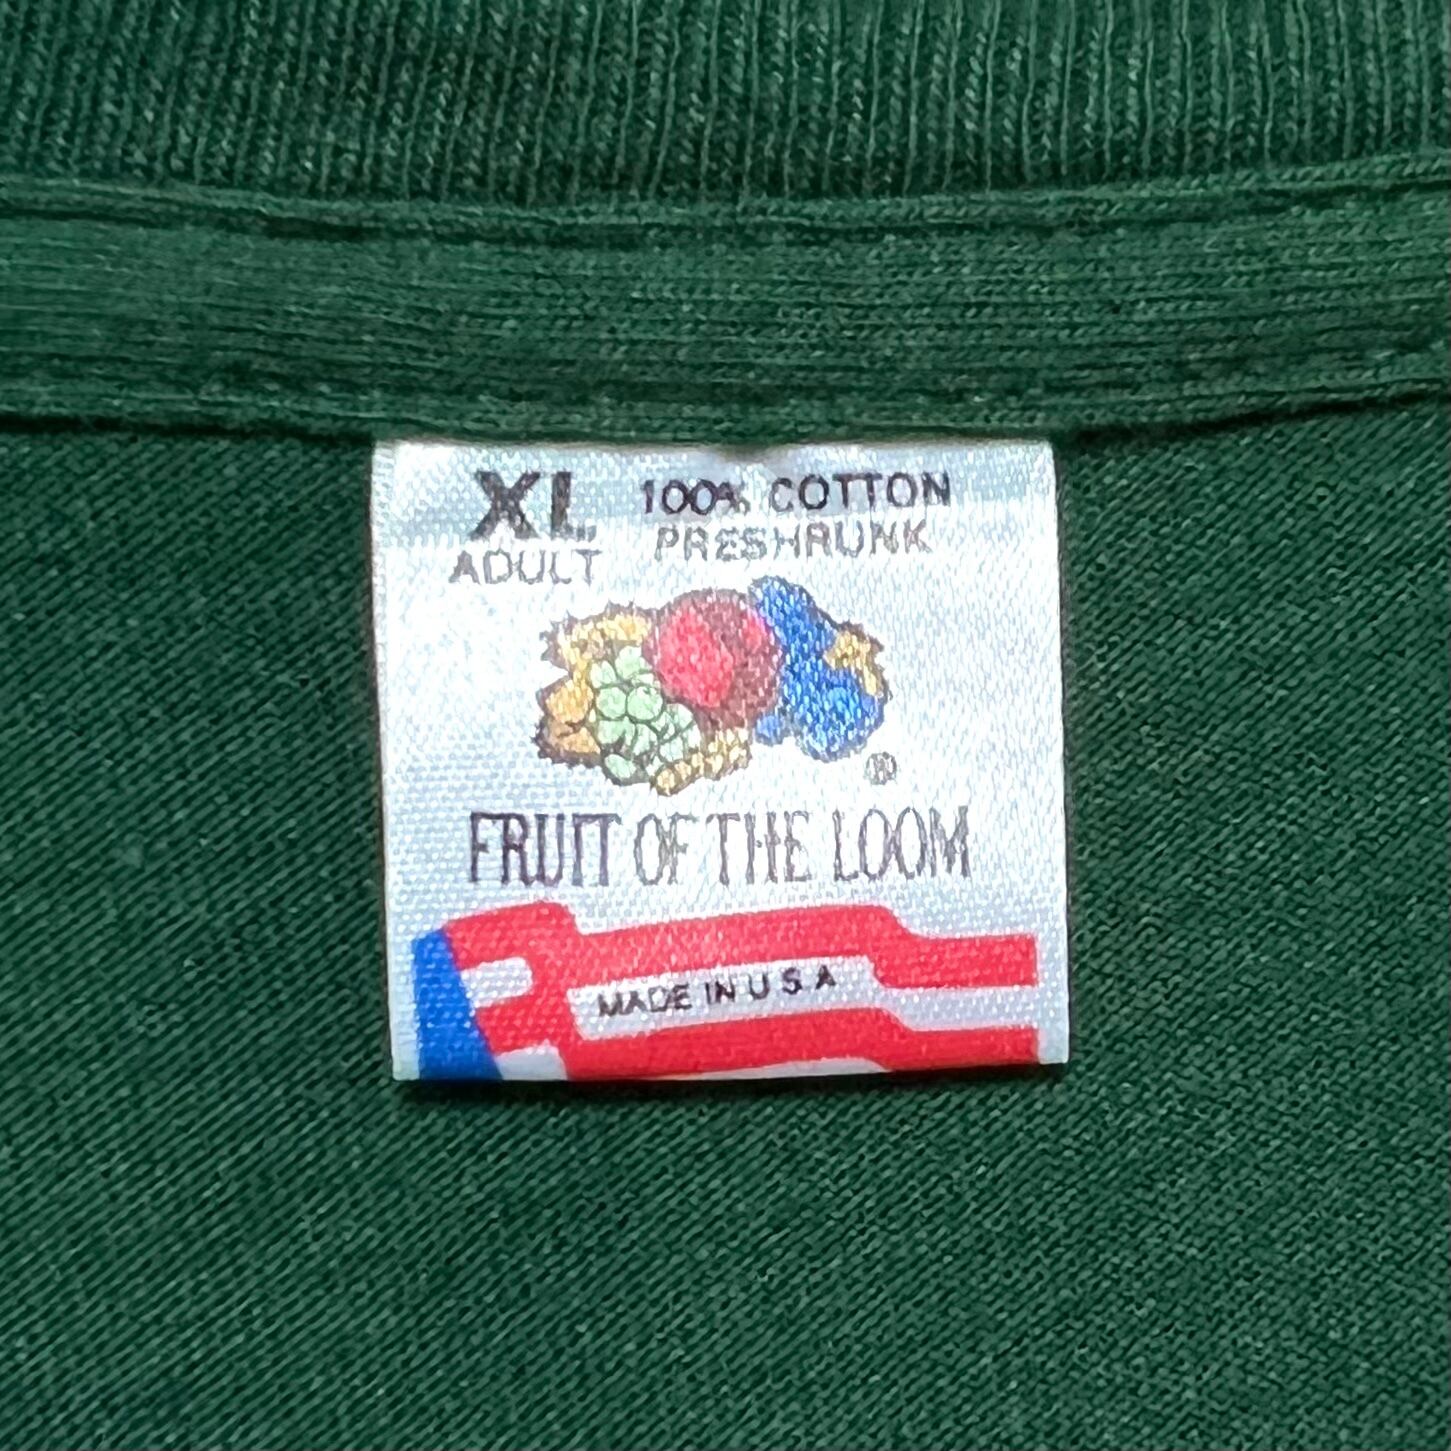 XL 100% COTTON
ADULT PRESHRUNK
®
FRUIT OF THE LOOM
MADE IN U S A